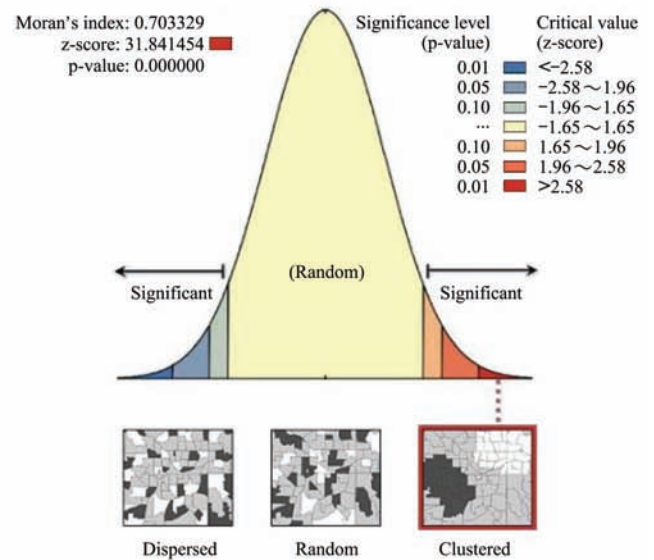 Moran's index: 0.703329
z-score: 31.841454
p-value: 0.000000
Significance level
(p-value)
Critical value
(z-score)
0.01 <−2.58
0.05 −2.58～1.96
0.10 −1.96～1.65
... −1.65～1.65
0.10 1.65～1.96
0.05 1.96～2.58
0.01 >2.58
(Random)
Significant
Significant
Dispersed
Random
Clustered